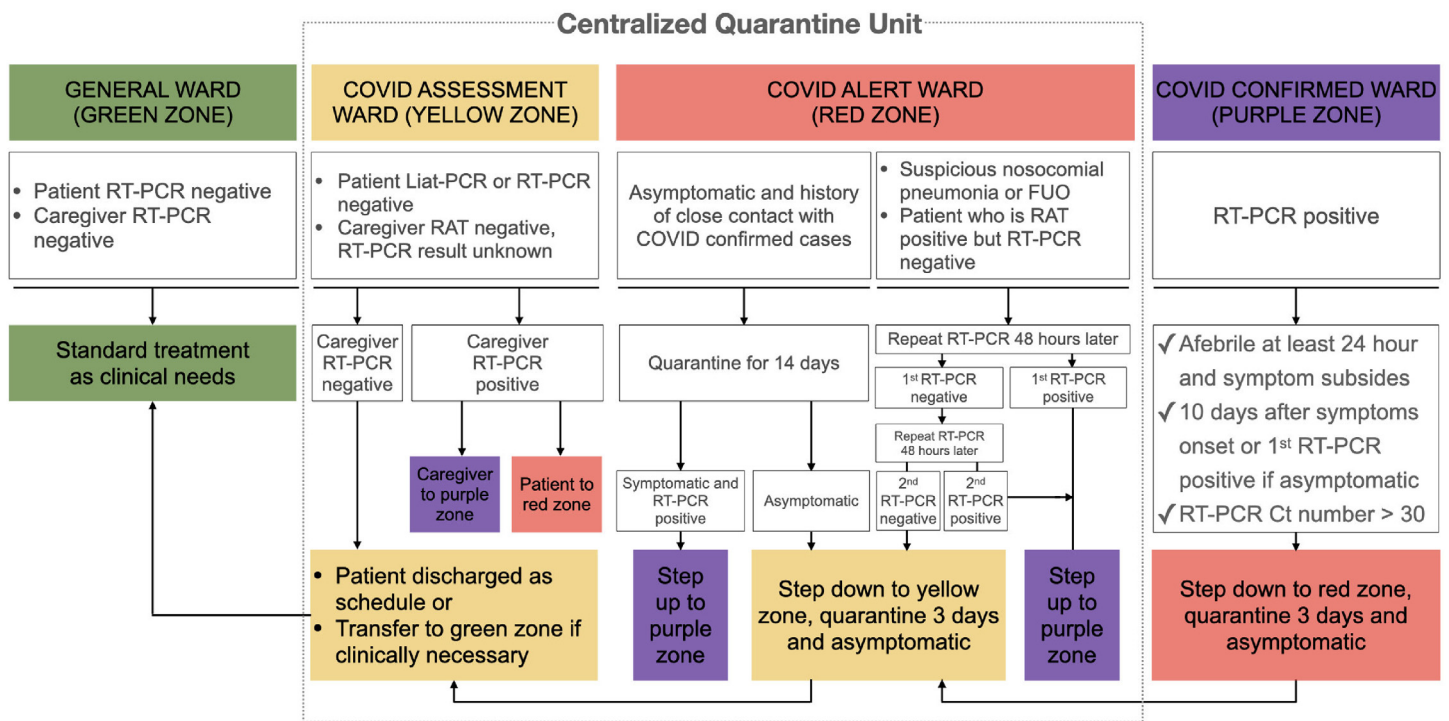 Centralized Quarantine Unit
GENERAL WARD
(GREEN ZONE)
COVID ASSESSMENT
WARD (YELLOW ZONE)
COVID ALERT WARD
(RED ZONE)
COVID CONFIRMED WARD
(PURPLE ZONE)
• Patient RT-PCR negative
• Caregiver RT-PCR
negative
• Patient Liat-PCR or RT-PCR
negative
• Caregiver RAT negative,
RT-PCR result unknown
Asymptomatic and history
of close contact with
COVID confirmed cases
• Suspicious nosocomial
pneumonia or FUO
• Patient who is RAT
positive but RT-PCR
negative
RT-PCR positive
Standard treatment
as clinical needs
Caregiver
RT-PCR
negative
Caregiver
RT-PCR
positive
Quarantine for 14 days
Repeat RT-PCR 48 hours later
1st RT-PCR
negative
1st RT-PCR
positive
Repeat RT-PCR
48 hours later
✓ Afebrile at least 24 hour
and symptom subsides
✓ 10 days after symptoms
onset or 1st RT-PCR
positive if asymptomatic
✓ RT-PCR Ct number > 30
Caregiver
to purple
zone
Patient to
red zone
Symptomatic and
RT-PCR
positive
Asymptomatic
2nd
RT-PCR
negative
2nd
RT-PCR
positive
• Patient discharged as
schedule or
• Transfer to green zone if
clinically necessary
Step
up to
purple
zone
Step down to yellow
zone, quarantine 3 days
and asymptomatic
Step
up to
purple
zone
Step down to red zone,
quarantine 3 days and
asymptomatic